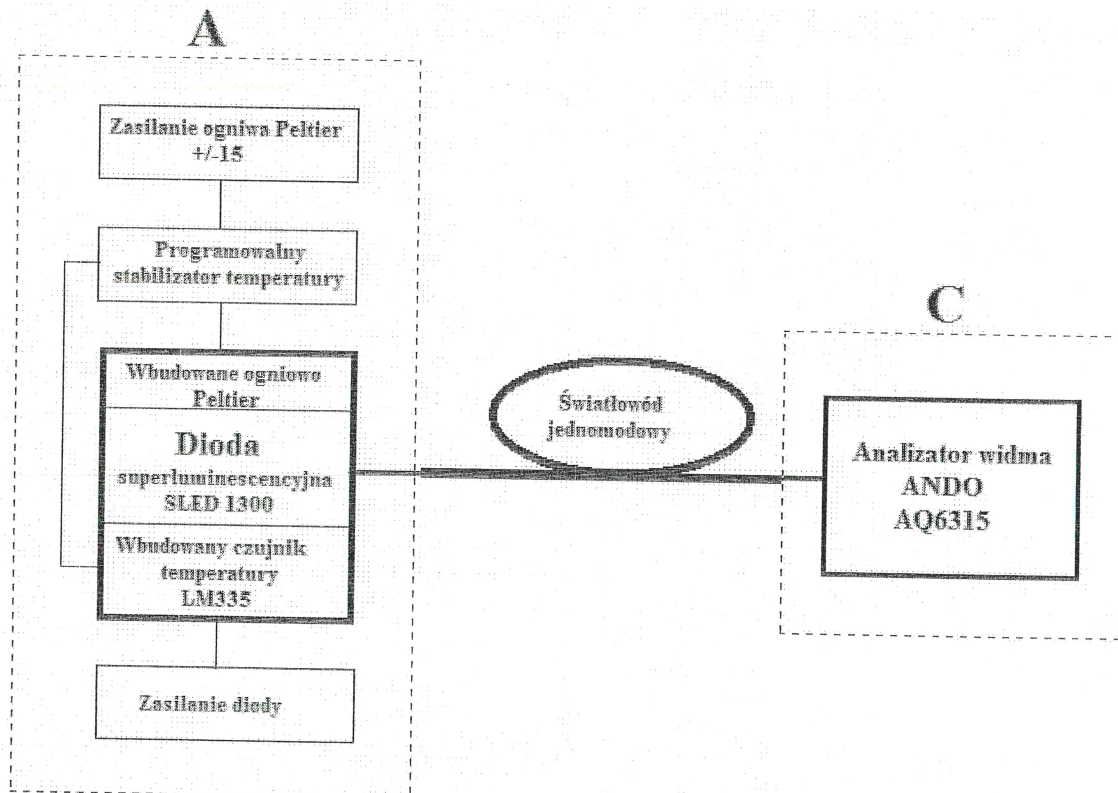 A
Zasilanie ogniwa Peltier
+/-15
Programowalny
stabilizator temperatury
Wbudowane ogniowo
Peltier
Dioda
superluminescencyjna
SLED 1300
Wbudowany czujnik
temperatury
LM335
Zasilanie diody
Światłowód
jednomodowy
C
Analizator widma
ANDO
AQ6315